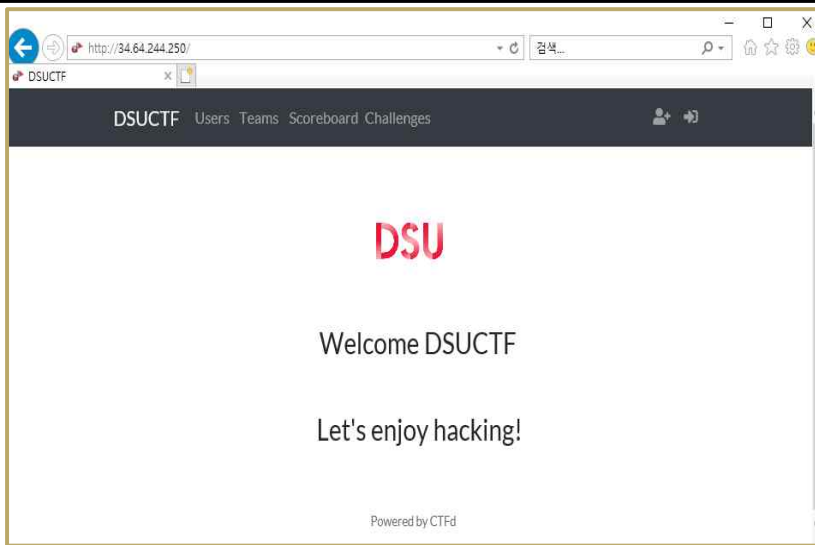 http://34.64.244.250/
검색...
DSUCTF
DSUCTF Users Teams Scoreboard Challenges
DSU
Welcome DSUCTF
Let's enjoy hacking!
Powered by CTFd